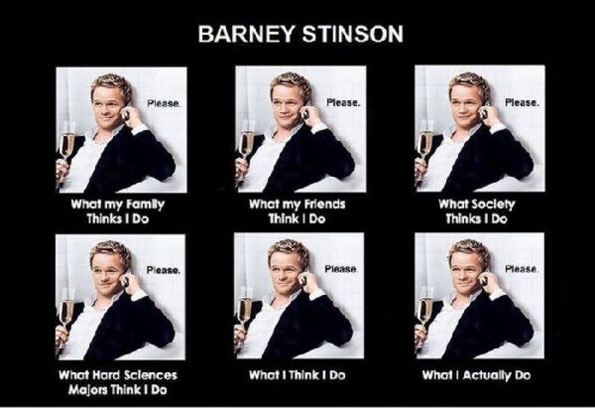 BARNEY STINSON
Please.
Please.
Please.
What my Family
Thinks I Do
What my Friends
Think I Do
What Society
Thinks I Do
Please.
Please.
Please.
What Hard Sciences
Majors Think I Do
What I Think I Do
What I Actually Do